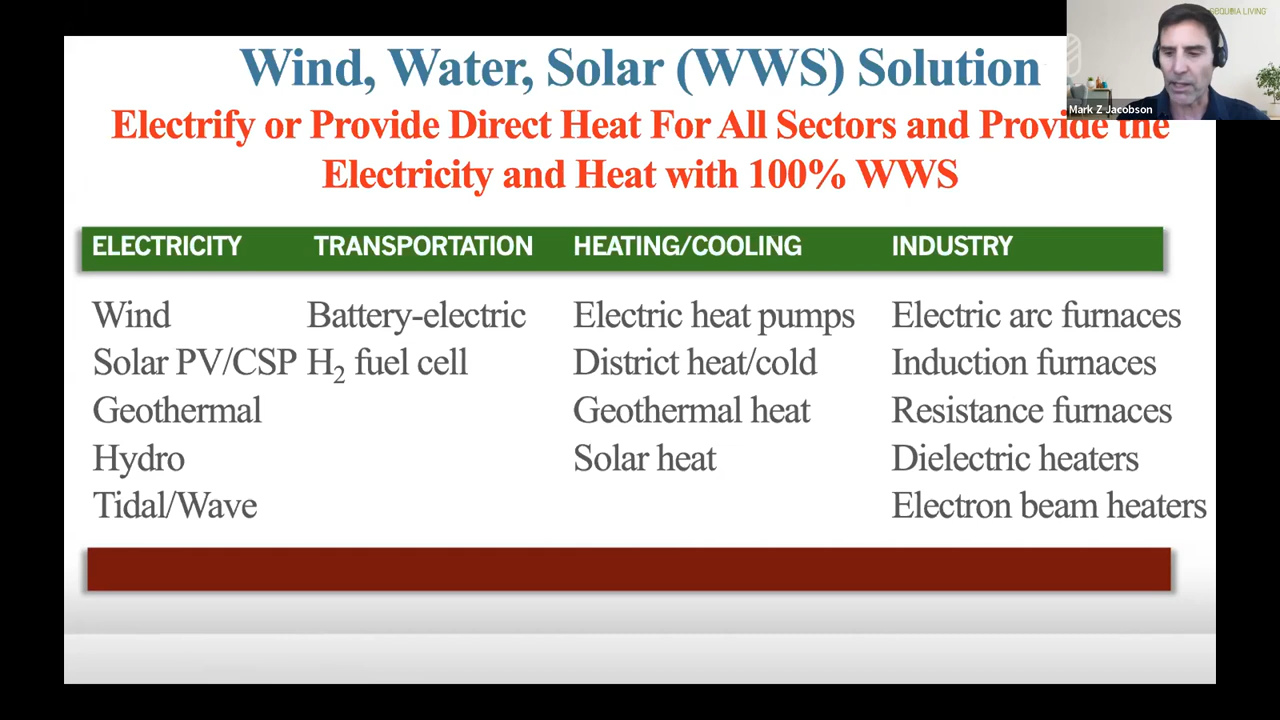 SEQUOIA LIVING
Wind, Water, Solar (WWS) Solution
Mark Z Jacobson
Electrify or Provide Direct Heat For All Sectors and Provide the
Electricity and Heat with 100% WWS
ELECTRICITY TRANSPORTATION HEATING/COOLING INDUSTRY
Wind Battery-electric Electric heat pumps Electric arc furnaces
Solar PV/CSP H₂ fuel cell District heat/cold Induction furnaces
Geothermal Geothermal heat Resistance furnaces
Hydro Solar heat Dielectric heaters
Tidal/Wave Electron beam heaters